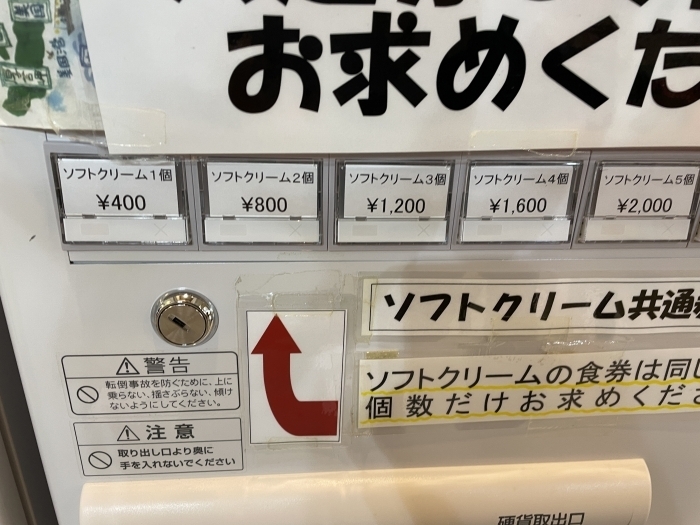 お求めくだ
ソフトクリーム1個
¥400
ソフトクリーム2個
¥800
ソフトクリーム3個
¥1,200
ソフトクリーム4個
¥1,600
ソフトクリーム5個
¥2,000
ソフトクリーム共通
ソフトクリームの食券は同じ
個数だけお求めくださ
警告
転倒事故を防ぐために、上に
乗らない、揺さぶらない、傾け
ないようにしてください。
注意
取り出し口より奥に
手を入れないでください
硬貨取出口